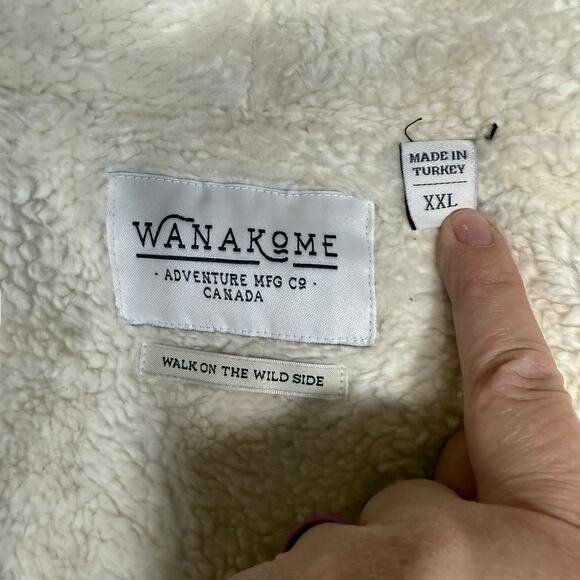 WANAKOME
· ADVENTURE MFG CO ·
CANADA
WALK ON THE WILD SIDE
MADE IN
TURKEY
XXL